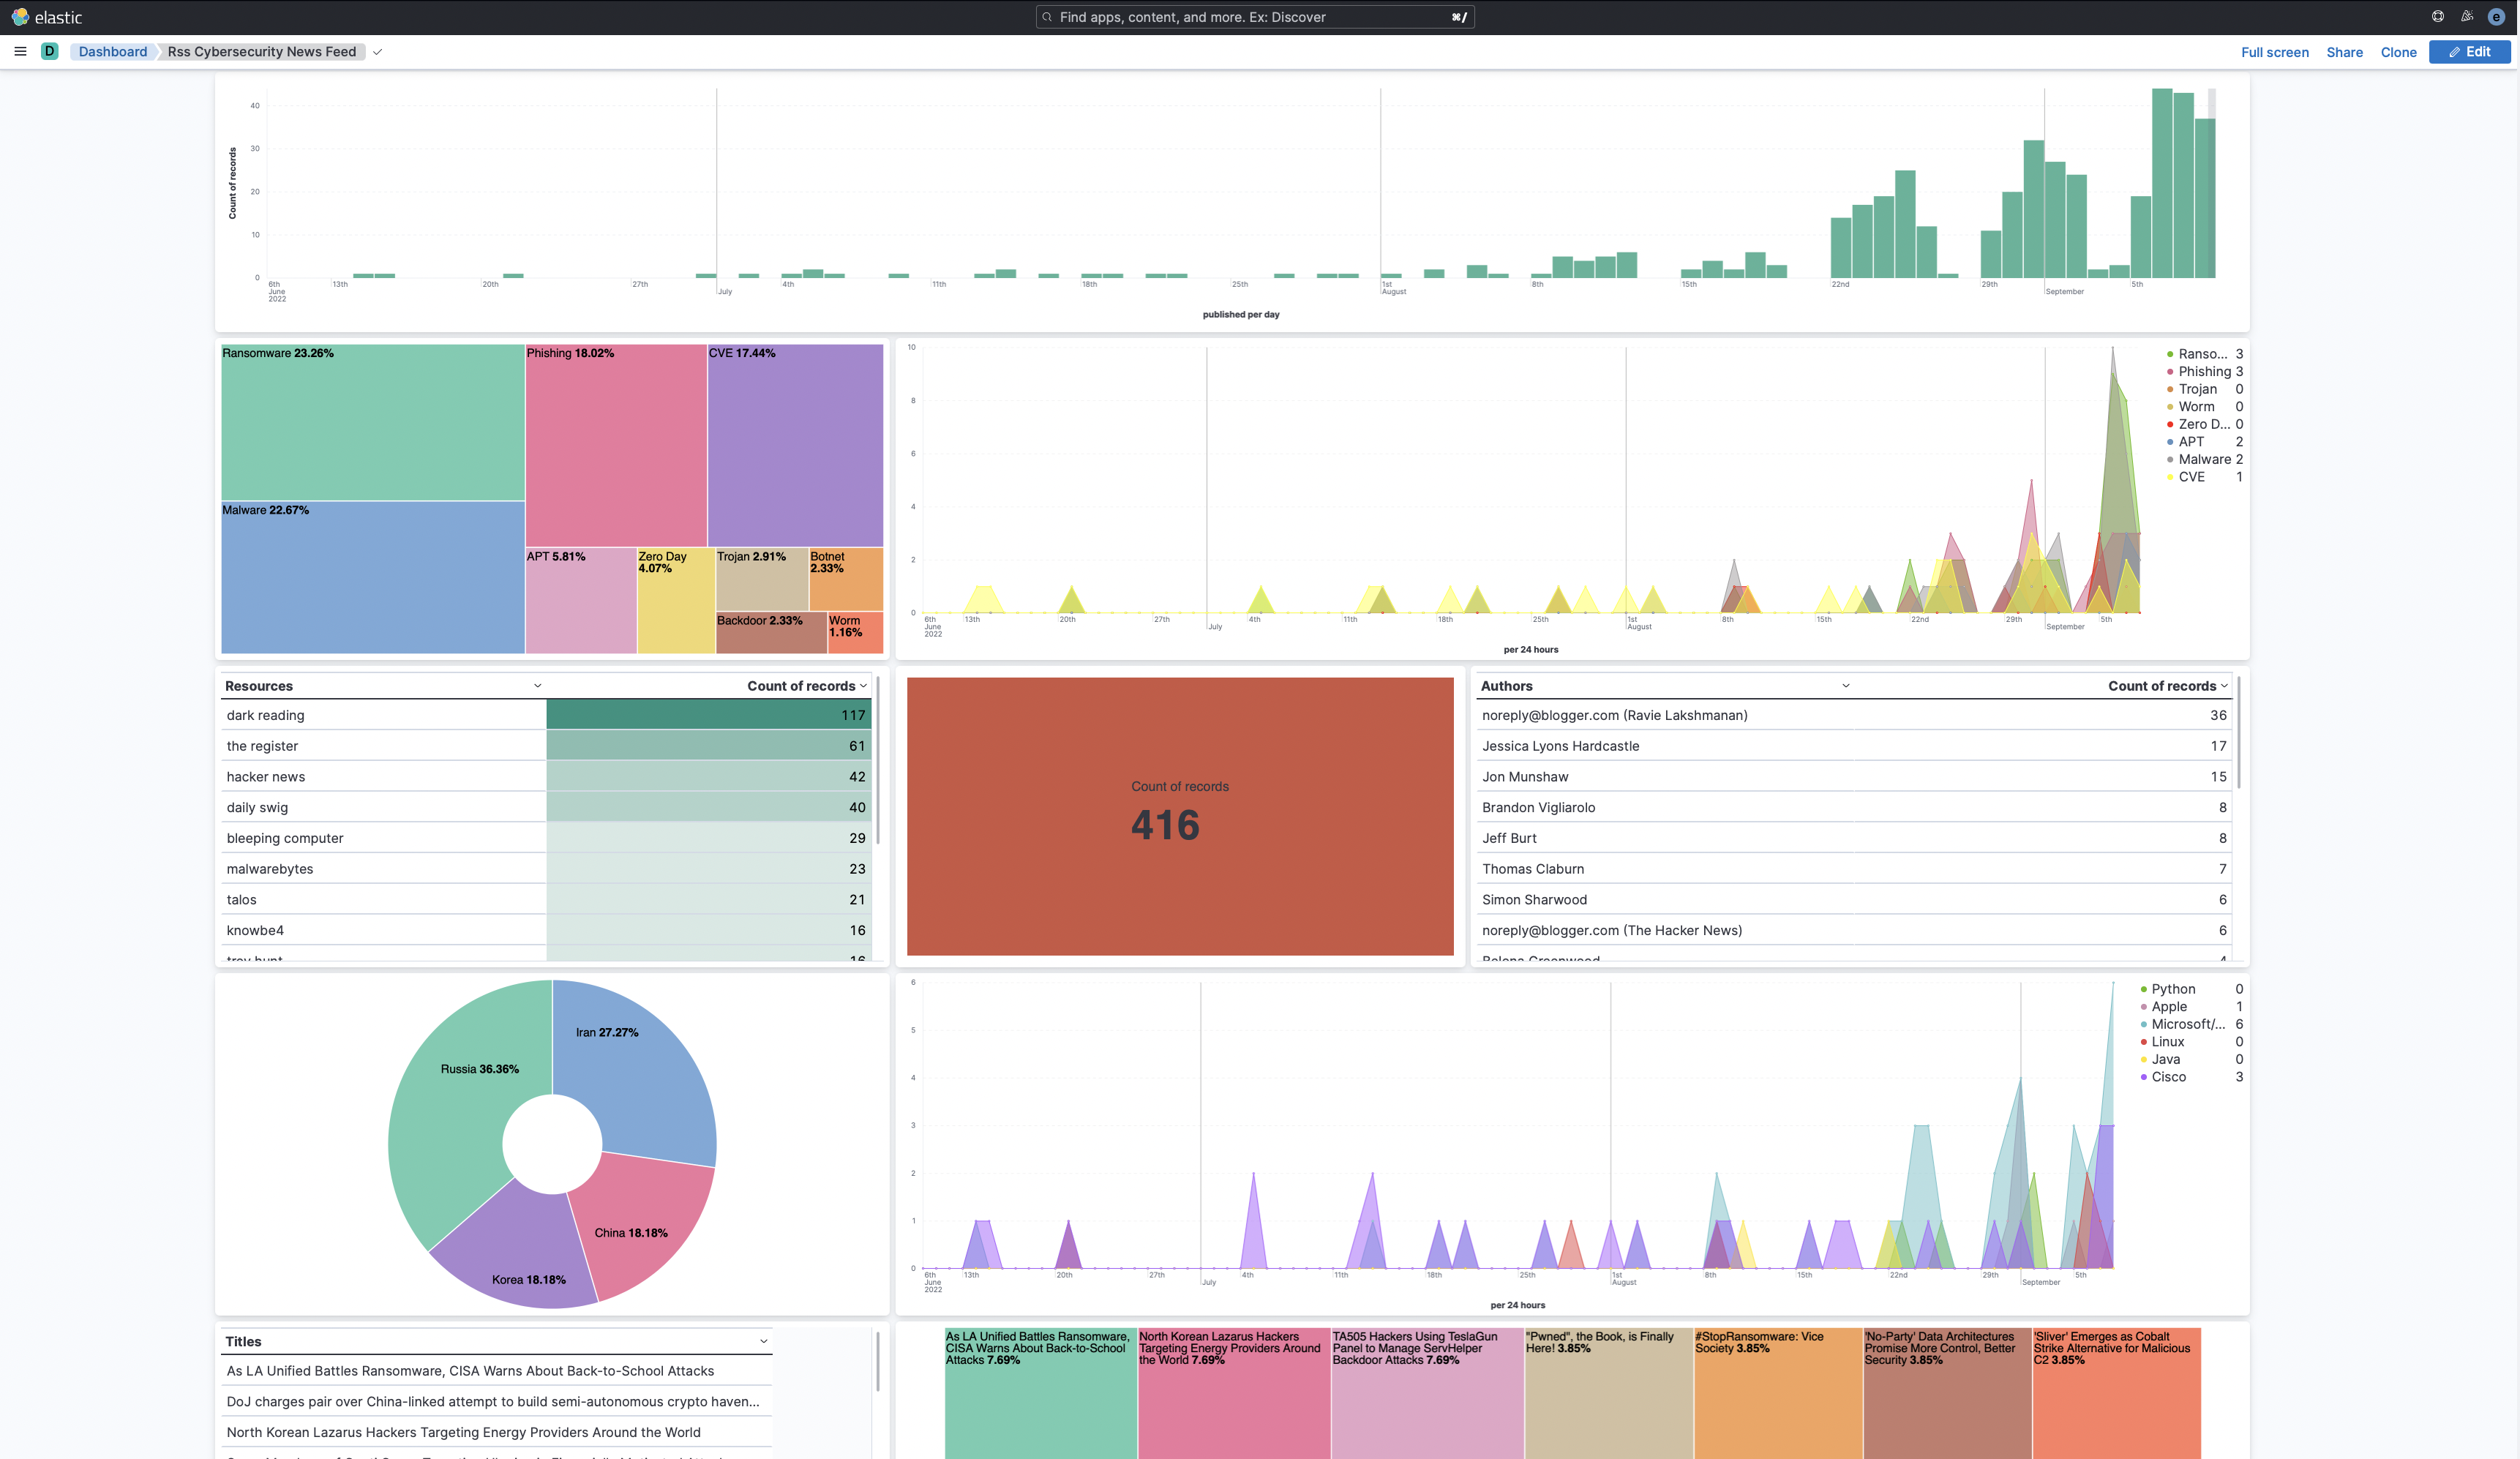 elastic
Find apps, content, and more. Ex: Discover
⌘/
e
D
Dashboard
Rss Cybersecurity News Feed
Full screen
Share
Clone
Edit
Count of records
40
30
20
10
0
6th
June
2022
13th
20th
27th
July
4th
11th
18th
25th
1st
August
8th
15th
22nd
29th
September
5th
published per day
Ransomware 23.26%
Phishing 18.02%
CVE 17.44%
Malware 22.67%
APT 5.81%
Zero Day
4.07%
Trojan 2.91%
Botnet
2.33%
Backdoor 2.33%
Worm
1.16%
10
8
6
4
2
0
6th
June
2022
13th
20th
27th
July
4th
11th
18th
25th
1st
August
8th
15th
22nd
29th
September
5th
per 24 hours
Ranso... 3
Phishing 3
Trojan 0
Worm 0
Zero D... 0
APT 2
Malware 2
CVE 1
Resources Count of records
dark reading 117
the register 61
hacker news 42
daily swig 40
bleeping computer 29
malwarebytes 23
talos 21
knowbe4 16
troy hunt 16
Count of records
416
Authors Count of records
noreply@blogger.com (Ravie Lakshmanan) 36
Jessica Lyons Hardcastle 17
Jon Munshaw 15
Brandon Vigliarolo 8
Jeff Burt 8
Thomas Claburn 7
Simon Sharwood 6
noreply@blogger.com (The Hacker News) 6
Iran 27.27%
Russia 36.36%
China 18.18%
Korea 18.18%
6
5
4
3
2
1
0
6th
June
2022
13th
20th
27th
July
4th
11th
18th
25th
1st
August
8th
15th
22nd
29th
September
5th
per 24 hours
Python 0
Apple 1
Microsoft/... 6
Linux 0
Java 0
Cisco 3
Titles
As LA Unified Battles Ransomware, CISA Warns About Back-to-School Attacks
DoJ charges pair over China-linked attempt to build semi-autonomous crypto haven...
North Korean Lazarus Hackers Targeting Energy Providers Around the World
As LA Unified Battles Ransomware,
CISA Warns About Back-to-School
Attacks 7.69%
North Korean Lazarus Hackers
Targeting Energy Providers Around
the World 7.69%
TA505 Hackers Using TeslaGun
Panel to Manage ServHelper
Backdoor Attacks 7.69%
"Pwned", the Book, is Finally
Here! 3.85%
#StopRansomware: Vice
Society 3.85%
'No-Party' Data Architectures
Promise More Control, Better
Security 3.85%
'Sliver' Emerges as Cobalt
Strike Alternative for Malicious
C2 3.85%